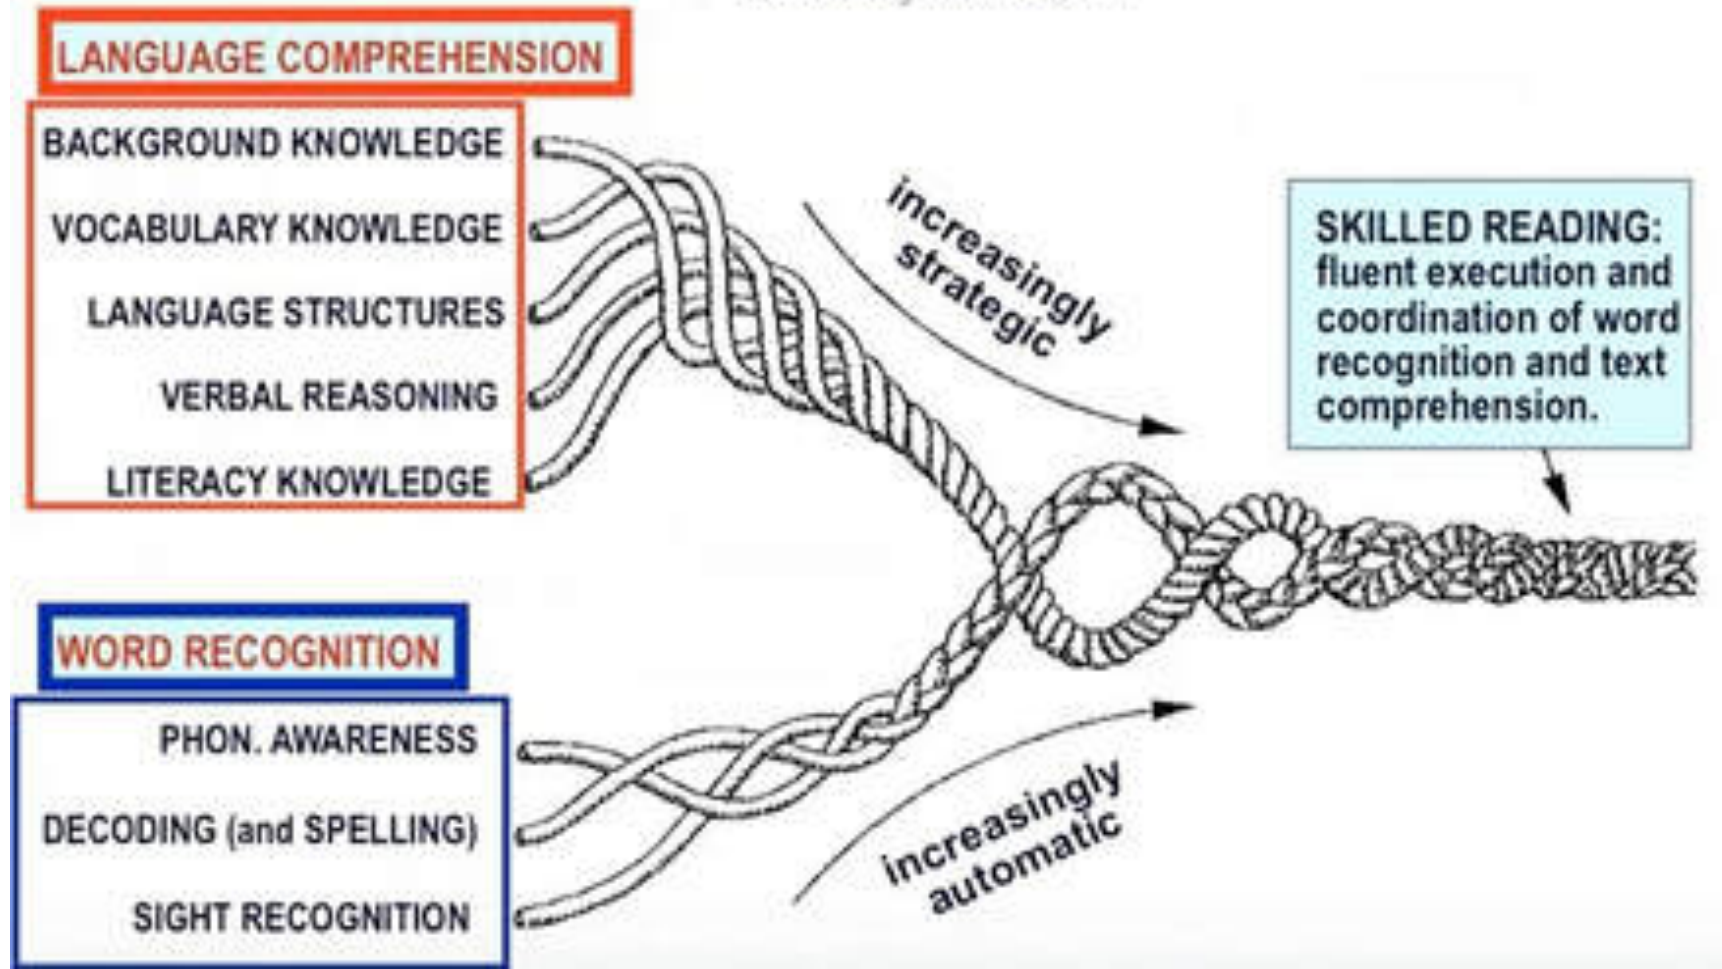 LANGUAGE COMPREHENSION
BACKGROUND KNOWLEDGE
VOCABULARY KNOWLEDGE
LANGUAGE STRUCTURES
VERBAL REASONING
LITERACY KNOWLEDGE
increasingly
strategic
SKILLED READING:
fluent execution and
coordination of word
recognition and text
comprehension.
WORD RECOGNITION
PHON. AWARENESS
DECODING (and SPELLING)
SIGHT RECOGNITION
increasingly
automatic